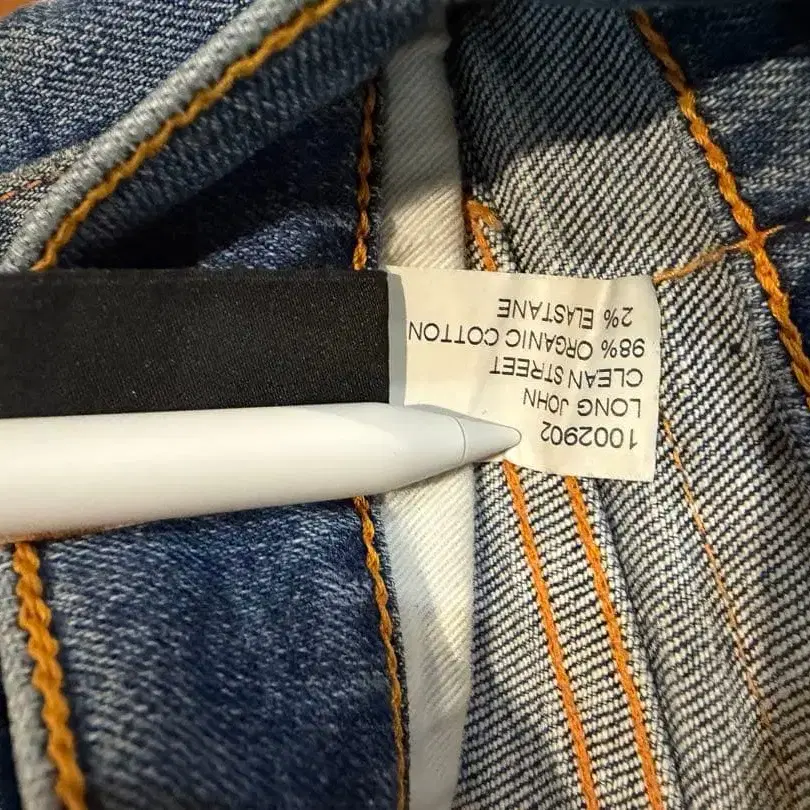 1002902
LONG JOHN
CLEAN STREET
98% ORGANIC COTTON
2% ELASTANE